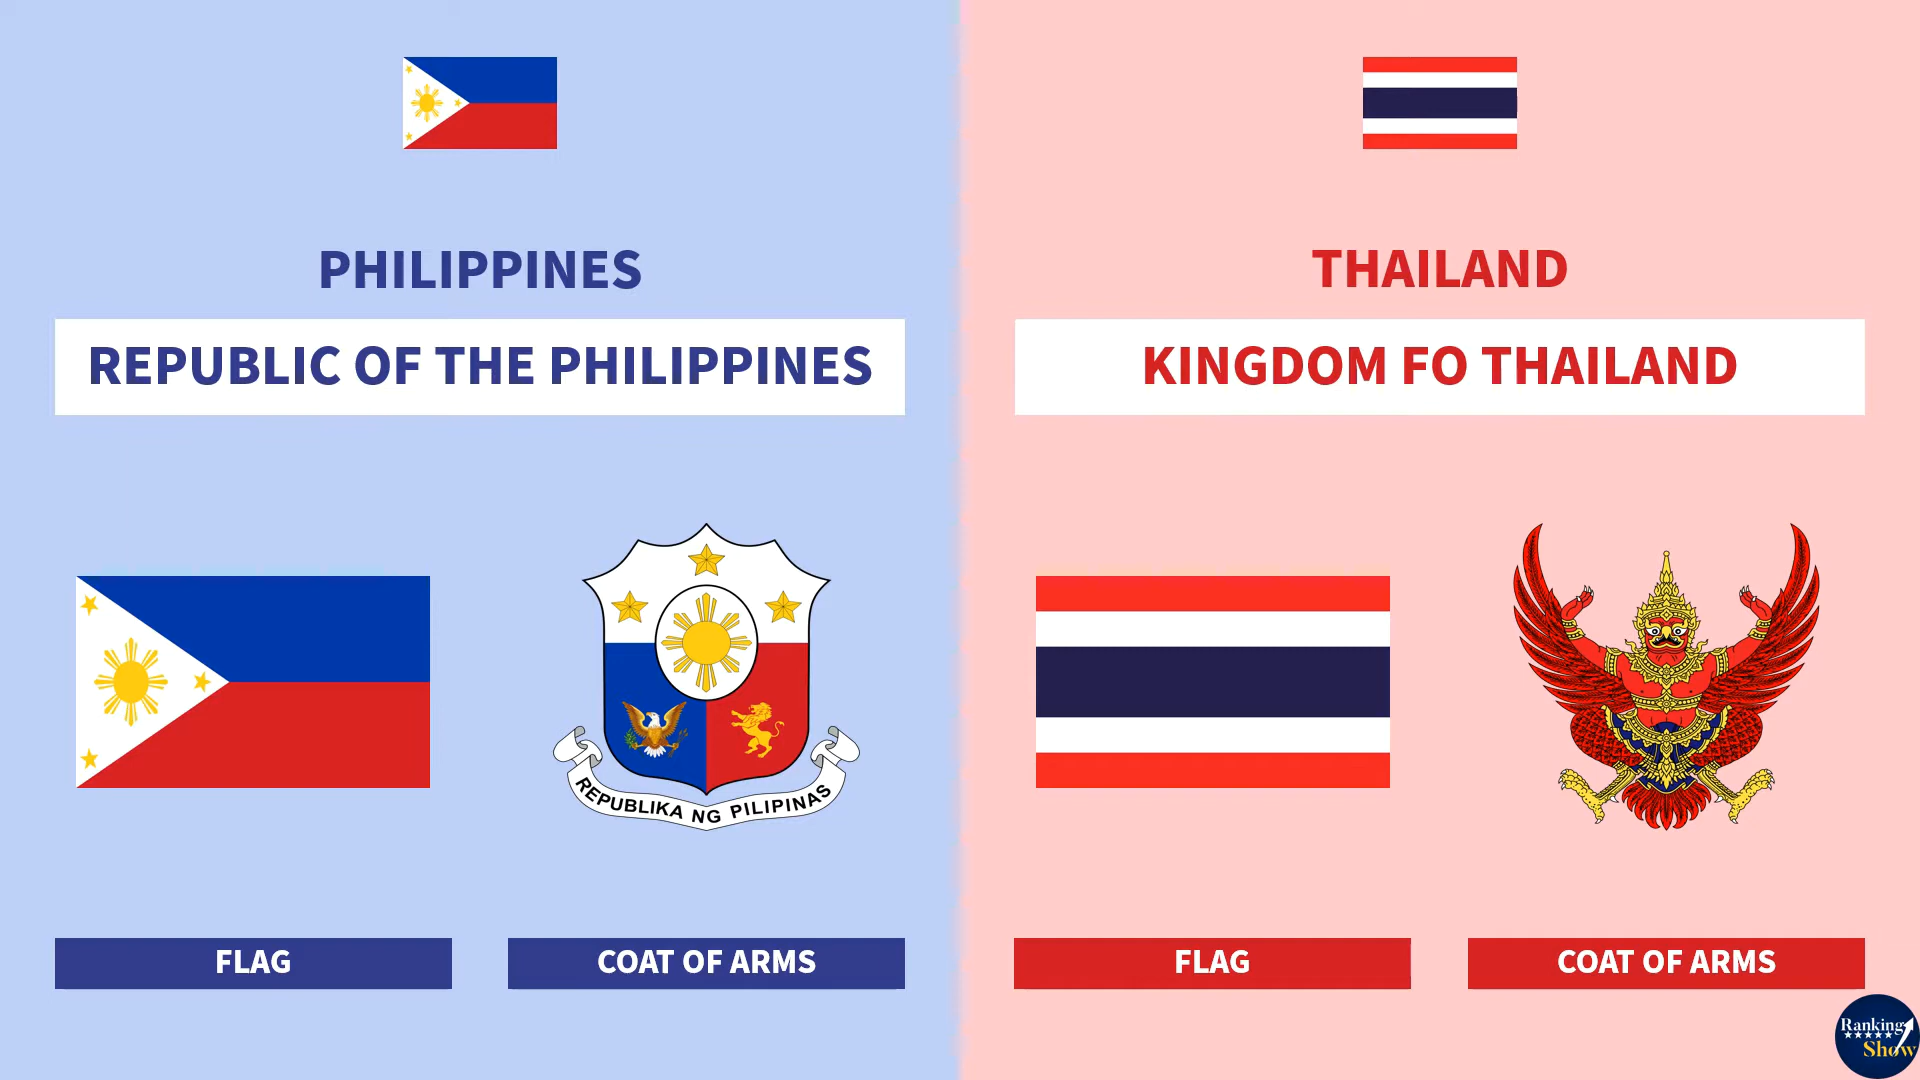 PHILIPPINES
REPUBLIC OF THE PHILIPPINES
REPUBLIKA NG PILIPINAS
FLAG
COAT OF ARMS
THAILAND
KINGDOM FO THAILAND
FLAG
COAT OF ARMS
Ranking
Show